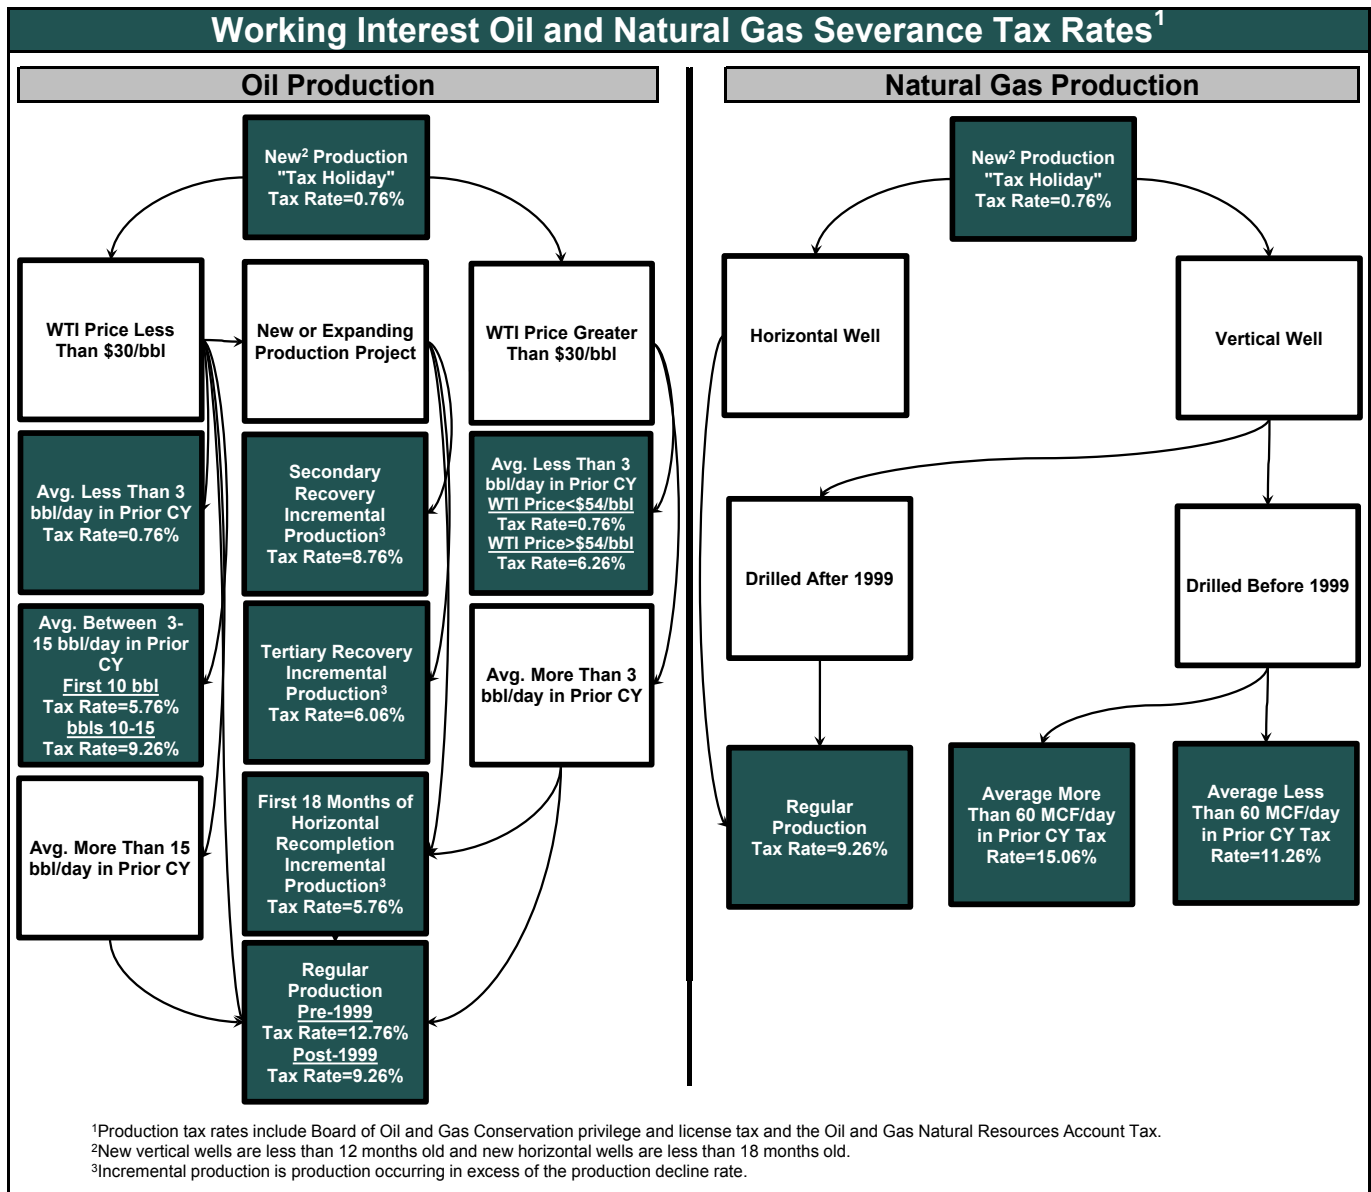 Working Interest Oil and Natural Gas Severance Tax Rates¹
Oil Production
New² Production
"Tax Holiday"
Tax Rate=0.76%
WTI Price Less
Than $30/bbl
New or Expanding
Production Project
WTI Price Greater
Than $30/bbl
Avg. Less Than 3
bbl/day in Prior CY
Tax Rate=0.76%
Secondary
Recovery
Incremental
Production³
Tax Rate=8.76%
Avg. Less Than 3
bbl/day in Prior CY
WTI Price<$54/bbl
Tax Rate=0.76%
WTI Price>$54/bbl
Tax Rate=6.26%
Avg. Between 3-
15 bbl/day in Prior
CY
First 10 bbl
Tax Rate=5.76%
bbls 10-15
Tax Rate=9.26%
Tertiary Recovery
Incremental
Production³
Tax Rate=6.06%
Avg. More Than 3
bbl/day in Prior CY
Avg. More Than 15
bbl/day in Prior CY
First 18 Months of
Horizontal
Recompletion
Incremental
Production³
Tax Rate=5.76%
Regular
Production
Pre-1999
Tax Rate=12.76%
Post-1999
Tax Rate=9.26%
Natural Gas Production
New² Production
"Tax Holiday"
Tax Rate=0.76%
Horizontal Well
Vertical Well
Drilled After 1999
Drilled Before 1999
Regular
Production
Tax Rate=9.26%
Average More
Than 60 MCF/day
in Prior CY Tax
Rate=15.06%
Average Less
Than 60 MCF/day
in Prior CY Tax
Rate=11.26%
¹Production tax rates include Board of Oil and Gas Conservation privilege and license tax and the Oil and Gas Natural Resources Account Tax.
²New vertical wells are less than 12 months old and new horizontal wells are less than 18 months old.
³Incremental production is production occurring in excess of the production decline rate.